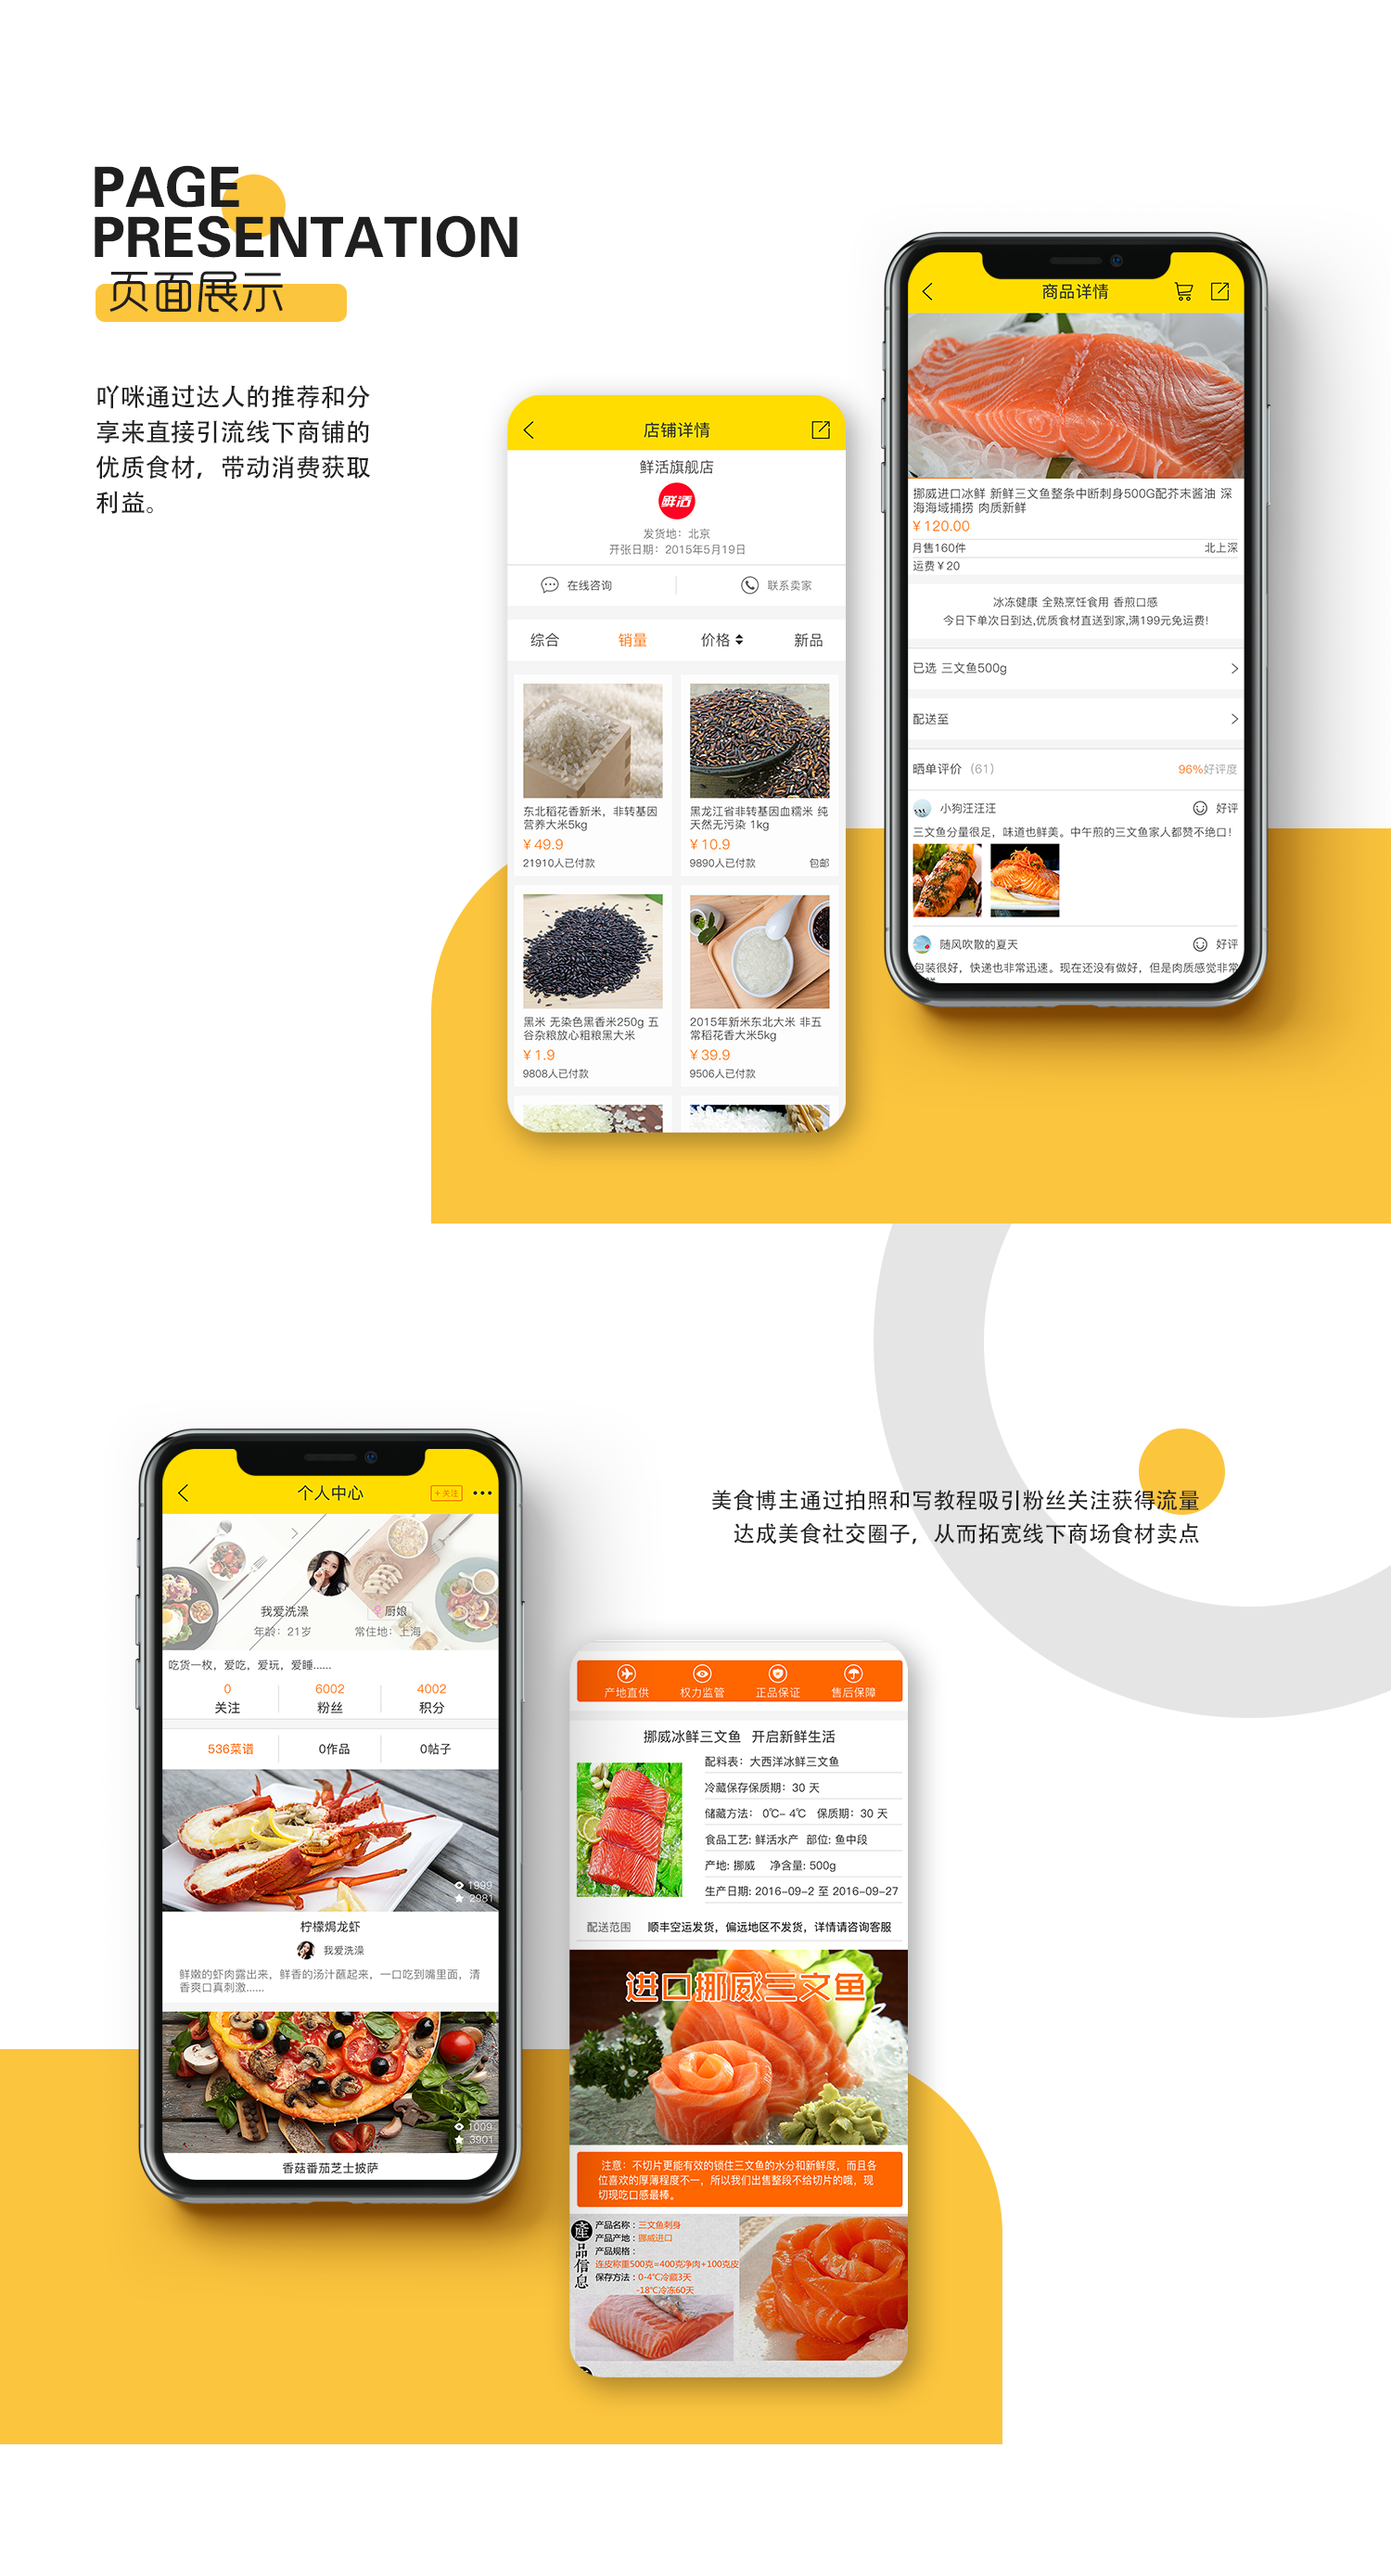 PAGE
PRESENTATION
页面展示
吖咪通过达人的推荐和分
享来直接引流线下商铺的
优质食材，带动消费获取
利益。
店铺详情
鲜活旗舰店
鲜活
发货地：北京
开张日期：2015年5月19日
在线咨询
联系卖家
综合
销量
价格
新品
东北稻花香新米，非转基因
营养大米5kg
¥ 49.9
21910人已付款
黑龙江省非转基因血糯米 纯
天然无污染 1kg
¥ 10.9
9890人已付款 包邮
黑米 无染色黑香米250g 五
谷杂粮放心粗粮黑大米
¥ 1.9
9808人已付款
2015年新米东北大米 非五
常稻花香大米5kg
¥ 39.9
9506人已付款
商品详情
挪威进口冰鲜 新鲜三文鱼整条中断刺身500G配芥末酱油 深
海海域捕捞 肉质新鲜
¥ 120.00
月售160件 北上深
运费 ¥ 20
冰冻健康 全熟烹饪食用 香煎口感
今日下单次日到达,优质食材直送到家,满199元免运费!
已选 三文鱼500g
配送至
晒单评价（61） 96%好评度
小狗汪汪汪 好评
三文鱼分量很足，味道也鲜美。中午煎的三文鱼家人都赞不绝口！
随风吹散的夏天 好评
包装很好，快递也非常迅速。现在还没有做好，但是肉质感觉非常
美食博主通过拍照和写教程吸引粉丝关注获得流量
达成美食社交圈子，从而拓宽线下商场食材卖点
个人中心
+ 关注
我爱洗澡
厨娘
年龄：21岁
常住地：上海
吃货一枚，爱吃，爱玩，爱睡......
0
关注
6002
粉丝
4002
积分
536菜谱
0作品
0帖子
1999
2981
柠檬焗龙虾
我爱洗澡
鲜嫩的虾肉露出来，鲜香的汤汁蘸起来，一口吃到嘴里面，清
香爽口真刺激......
1009
3901
香菇番茄芝士披萨
产地直供
权力监管
正品保证
售后保障
挪威冰鲜三文鱼 开启新鲜生活
配料表：大西洋冰鲜三文鱼
冷藏保存保质期：30 天
储藏方法： 0℃- 4℃ 保质期：30 天
食品工艺: 鲜活水产 部位: 鱼中段
产地: 挪威 净含量: 500g
生产日期: 2016-09-2 至 2016-09-27
配送范围 顺丰空运发货，偏远地区不发货，详情请咨询客服
进口挪威三文鱼
注意：不切片更能有效的锁住三文鱼的水分和新鲜度，而且各
位喜欢的厚薄程度不一，所以我们出售整段不给切片的哦，现
切现吃口感最棒。
產品信息
产品名称：三文鱼刺身
产品产地：挪威进口
产品规格：
连皮称重500克=400克净肉+100克皮
保存方法：0-4℃冷藏3天
-18℃冷冻60天